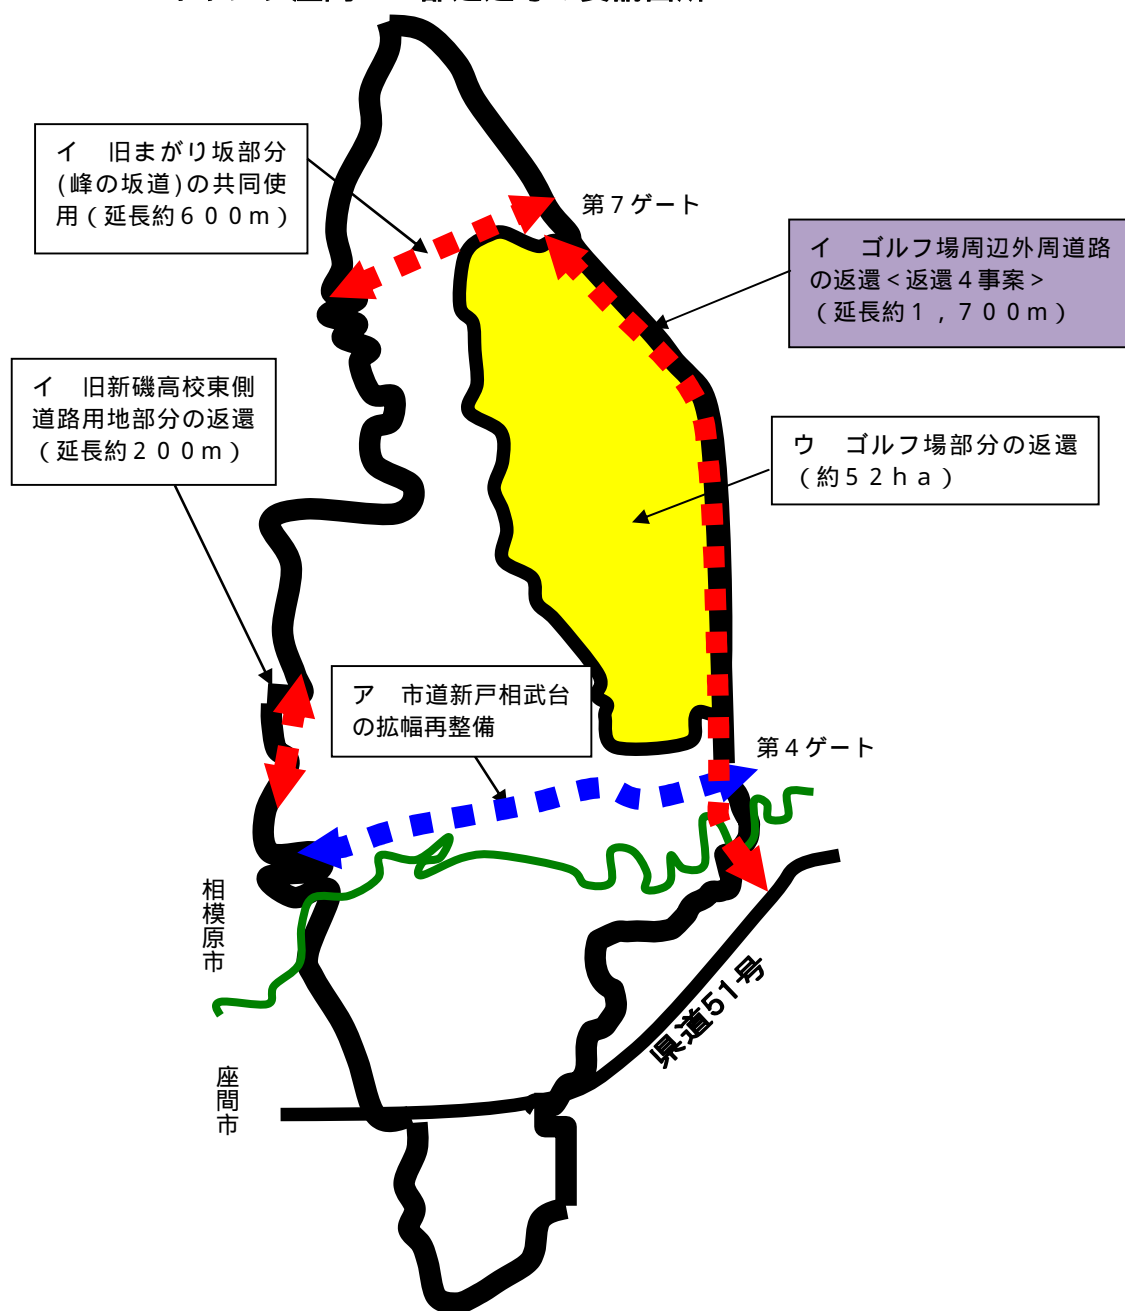 イ　旧まがり坂部分
(峰の坂道)の共同使
用（延長約６００ｍ）
第７ゲート
イ　ゴルフ場周辺外周道路
の返還＜返還４事案＞
（延長約１，７００ｍ）
イ　旧新磯高校東側
道路用地部分の返還
（延長約２００ｍ）
ウ　ゴルフ場部分の返還
（約５２ｈａ）
ア　市道新戸相武台
の拡幅再整備
第４ゲート
相模原市
県道51号
座間市